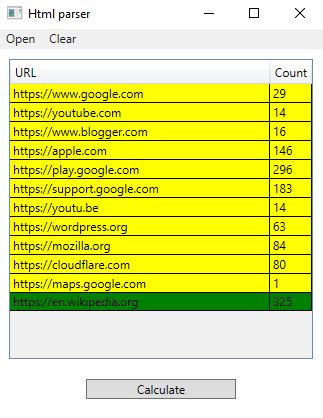 Html parser
Open Clear
URL Count
https://www.google.com 29
https://youtube.com 14
https://www.blogger.com 16
https://apple.com 146
https://play.google.com 296
https://support.google.com 183
https://youtu.be 14
https://wordpress.org 63
https://mozilla.org 84
https://cloudflare.com 80
https://maps.google.com 1
https://en.wikipedia.org 325
Calculate